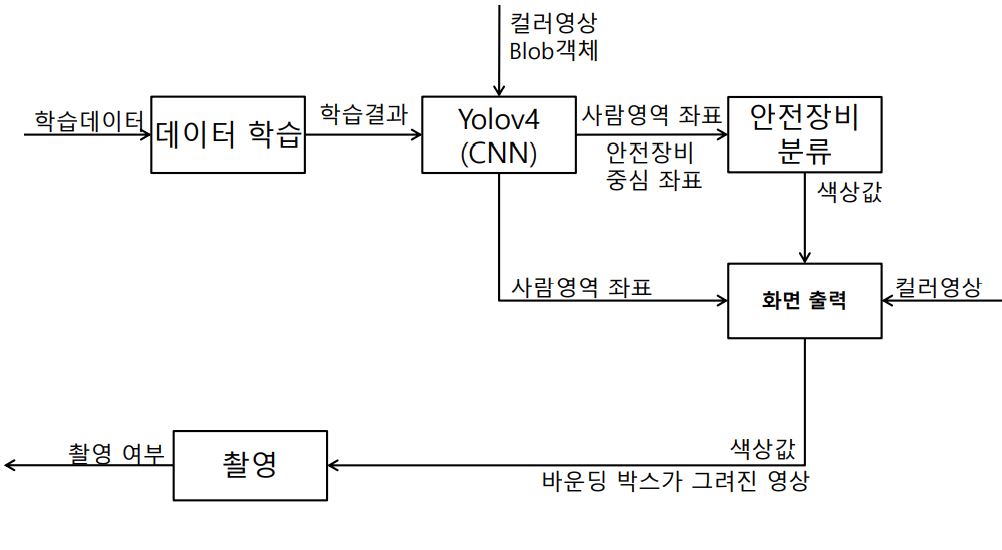 컬러영상
Blob객체
학습데이터
데이터 학습
학습결과
Yolov4
(CNN)
사람영역 좌표
안전장비
중심 좌표
안전장비
분류
색상값
사람영역 좌표
화면 출력
컬러영상
촬영 여부
촬영
색상값
바운딩 박스가 그려진 영상